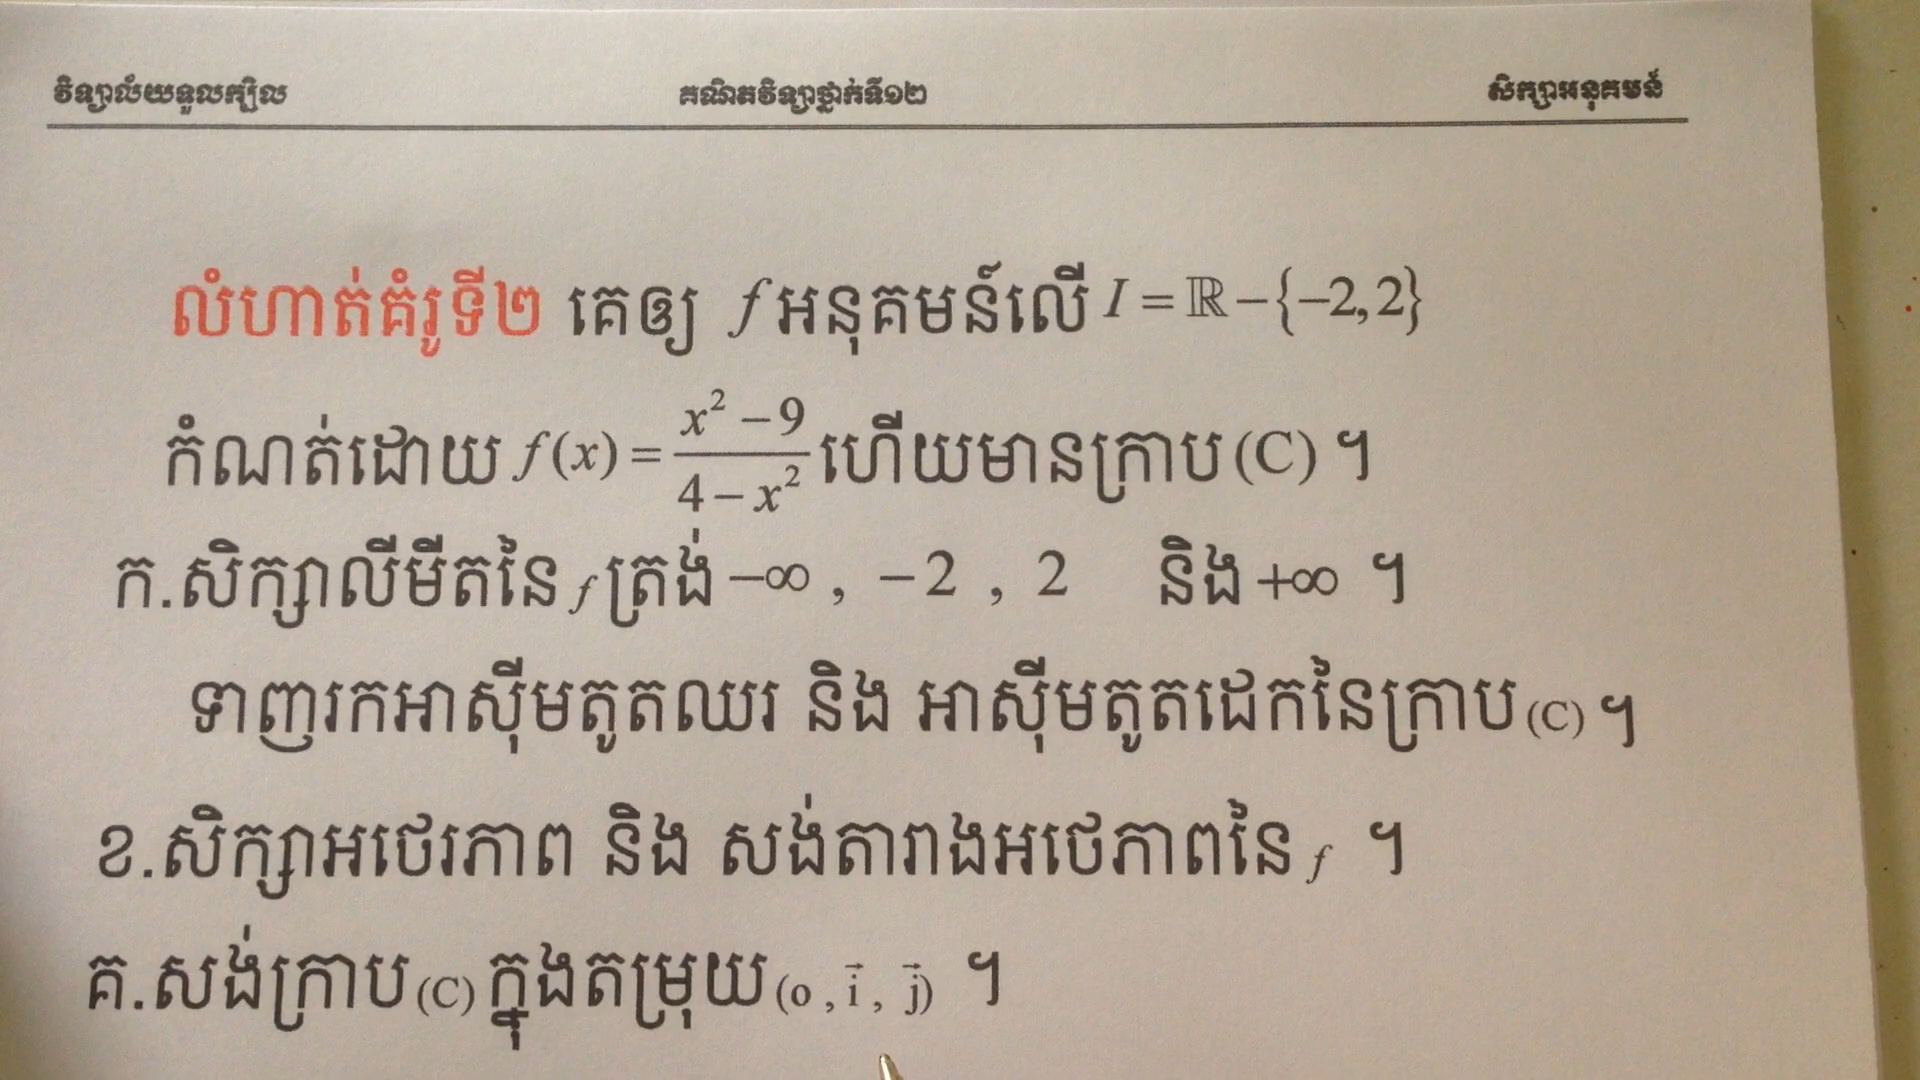 វិទ្យាល័យទួលក្បិល គណិតវិទ្យាថ្នាក់ទី១២ សិក្សាអនុគមន៍
លំហាត់គំរូទី២ គេឲ្យ f អនុគមន៍លើ I = ℝ − {−2, 2}
កំណត់ដោយ f(x) = (x² − 9)/(4 − x²) ហើយមានក្រាប (C) ។
ក.សិក្សាលីមីតនៃ f ត្រង់ −∞ , −2 , 2 និង +∞ ។
ទាញរកអាស៊ីមតូតឈរ និង អាស៊ីមតូតដេកនៃក្រាប (C) ។
ខ.សិក្សាអថេរភាព និង សង់តារាងអថេភាពនៃ f ។
គ.សង់ក្រាប (C) ក្នុងតម្រុយ (o , i⃗ , j⃗) ។